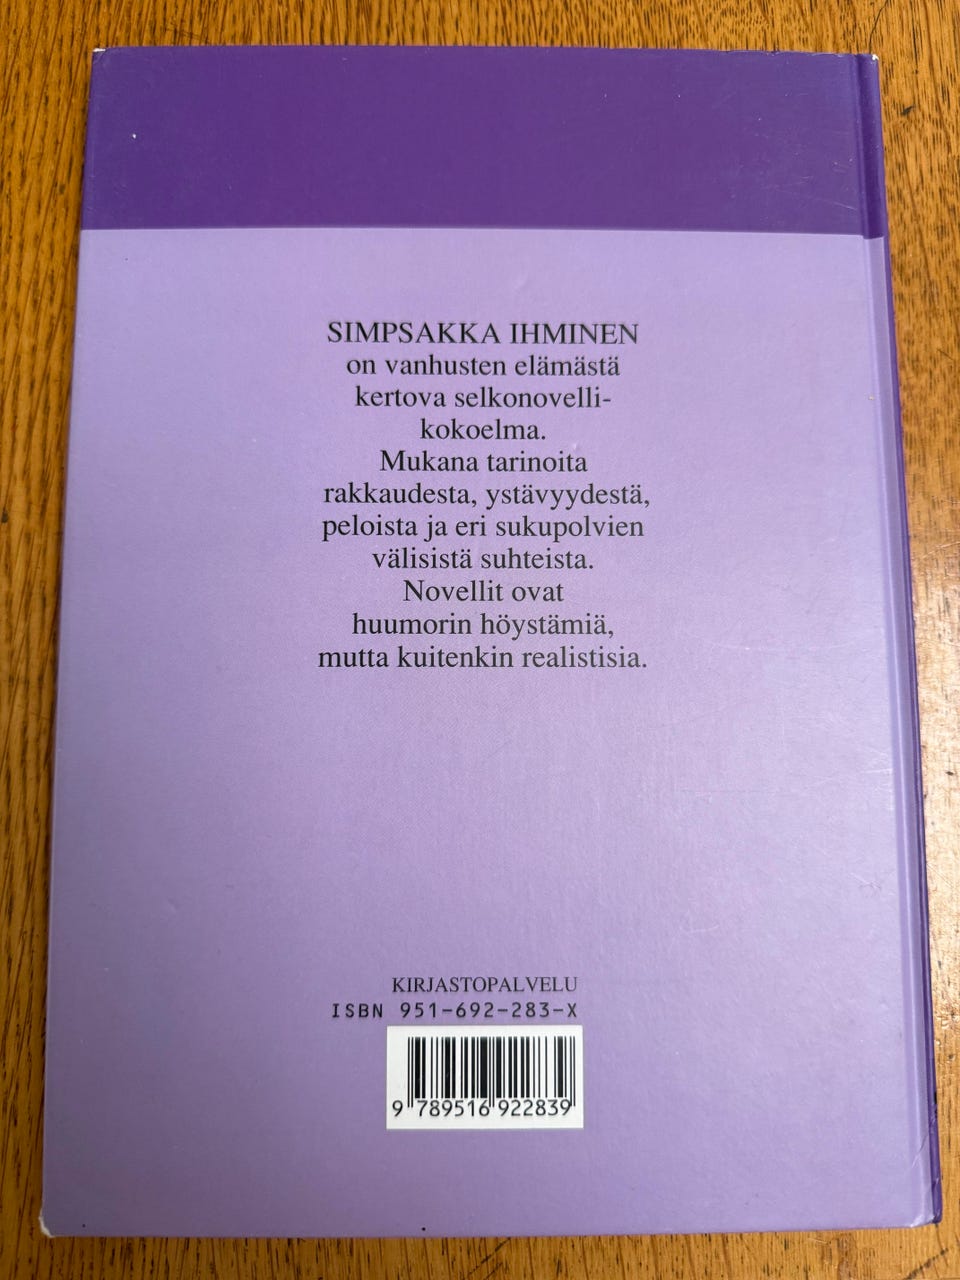 SIMPSAKKA IHMINEN
on vanhusten elämästä
kertova selkonovelli-
kokoelma.
Mukana tarinoita
rakkaudesta, ystävyydestä,
peloista ja eri sukupolvien
välisistä suhteista.
Novellit ovat
huumorin höystämiä,
mutta kuitenkin realistisia.
KIRJASTOPALVELU
ISBN 951-692-283-X
9 789516 922839